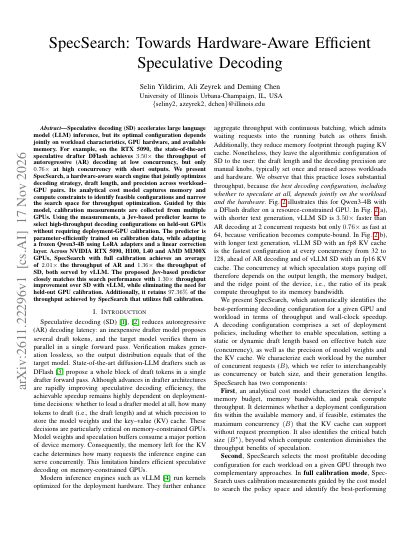 SpecSearch: Towards Hardware-Aware Efficient
Speculative Decoding
Selin Yildirim, Ali Zeyrek and Deming Chen
University of Illinois Urbana-Champaign, IL, USA
{seliny2, azeyrek2, dchen}@illinois.edu
arXiv:2611.22296v1 [cs.AI] 17 Nov 2026
Abstract—Speculative decoding (SD) accelerates large language
model (LLM) inference, but its optimal configuration depends
jointly on workload characteristics, GPU hardware, and available
memory. For example, on the RTX 5090, the state-of-the-art
speculative drafter DFlash achieves 3.50× the throughput of
autoregressive (AR) decoding at low concurrency, but only
0.76× at high concurrency with short outputs. We present
SpecSearch, a hardware-aware search engine that jointly optimizes
decoding strategy, draft length, and precision across workload–
GPU pairs. Its analytical cost model captures memory and
compute constraints to identify feasible configurations and narrow
the search space for throughput optimization. Guided by this
model, calibration measurements are collected from multiple
GPUs. Using the measurements, a Jev-based predictor learns
to select high-throughput decoding configurations on held-out GPUs
without requiring deployment-GPU calibration. The predictor is
parameter-efficiently trained on calibration data, while adapting
a frozen Qwen3-4B using LoRA adapters and a linear correction
layer. Across NVIDIA RTX 5090, H100, L40 and AMD MI300X
GPUs, SpecSearch with full calibration achieves an average
of 2.01× the throughput of AR and 1.36× the throughput of
SD, both served by vLLM. The proposed Jev-based predictor
closely matches this search performance with 1.30× throughput
improvement over SD with vLLM, while eliminating the need for
held-out GPU calibration. Additionally, it retains 97.36% of the
throughput achieved by SpecSearch that utilizes full calibration.
I. INTRODUCTION
Speculative decoding (SD) [1], [2] reduces autoregressive
(AR) decoding latency: an inexpensive drafter model proposes
several draft tokens, and the target model verifies them in
parallel in a single forward pass. Verification makes generation
lossless, so the output distribution equals that of
the target model. State-of-the-art diffusion-LLM drafters such as
DFlash [3] propose a whole block of draft tokens in a single
drafter forward pass. Although advances in drafter architectures
are rapidly improving speculative decoding efficiency, the
achievable speedup remains highly dependent on deployment-
time decisions: whether to load a drafter model at all, how many
tokens to draft (i.e., the draft length) and at which precision
to store the model weights and the key–value (KV) cache.
These decisions are particularly critical on memory-constrained
GPUs. Model weights and speculation buffers consume a major
portion of device memory. Consequently, the memory left for the
KV cache determines how many requests the inference engine
can serve concurrently. This limitation hinders efficient
speculative decoding on memory-constrained GPUs.
Modern inference engines such as vLLM [4] run kernels
optimized for the deployment hardware. They further enhance
aggregate throughput with continuous batching, which admits
waiting requests into the running batch as others finish.
Additionally, they reduce memory footprint through paging KV
cache. Nonetheless, they leave the algorithmic configuration of
SD to the user; the draft length and the decoding precision are
manual knobs, typically set once and reused across workloads
and hardware. We observe that this practice loses substantial
throughput, because the best decoding configuration, including
whether to speculate at all, depends jointly on the workload
and the hardware. Fig. 2 illustrates this for Qwen3-4B with
a DFlash drafter on a resource-constrained GPU. In Fig. 2(a),
with shorter text generation, vLLM SD is 3.50× faster than
AR decoding at 2 concurrent requests but only 0.76× as fast at
64, because verification becomes compute-bound. In Fig. 2(b),
with longer text generation, vLLM SD with an fp8 KV cache
is the fastest configuration at every concurrency from 32 to
128, ahead of AR decoding and of vLLM SD with an fp16 KV
cache. The concurrency at which speculation stops paying off
therefore depends on the output length, the memory budget,
and the ridge point of the device, i.e., the ratio of its peak
compute throughput to its memory bandwidth.
We present SpecSearch, which automatically identifies the
best-performing decoding configuration for a given GPU and
workload in terms of throughput and wall-clock speedup.
A decoding configuration comprises a set of deployment
policies, including whether to enable speculation, setting a
static or dynamic draft length based on effective batch size
(concurrency), as well as the precision of model weights and
the KV cache. We characterize each workload by the number
of concurrent requests (B), which we refer to interchangeably
as concurrency or batch size, and their generation lengths.
SpecSearch has two components:
First, an analytical cost model characterizes the device's
memory budget, memory bandwidth, and peak compute
throughput. It determines whether a deployment configuration
fits within the available memory and, if feasible, estimates the
maximum concurrency (B) that the KV cache can support
without request preemption. It also identifies the critical batch
size (B*), beyond which compute contention diminishes the
throughput benefits of speculation.
Second, SpecSearch selects the most profitable decoding
configuration for each workload on a given GPU through two
complementary approaches. In full calibration mode, SpecSearch
uses calibration measurements guided by the cost model
to search the policy space and identify the best-performing